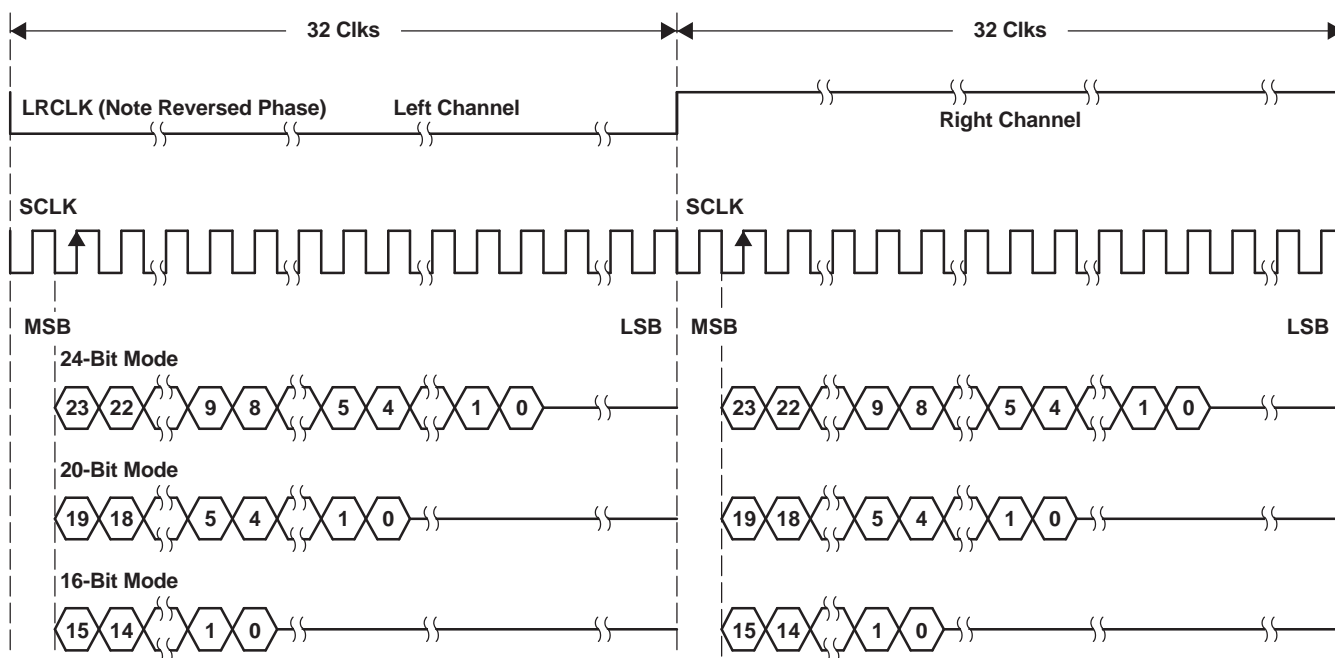 32 Clks 32 Clks
LRCLK (Note Reversed Phase) Left Channel
Right Channel
SCLK SCLK
MSB LSB MSB LSB
24-Bit Mode
23 22 9 8 5 4 1 0 23 22 9 8 5 4 1 0
20-Bit Mode
19 18 5 4 1 0 19 18 5 4 1 0
16-Bit Mode
15 14 1 0 15 14 1 0